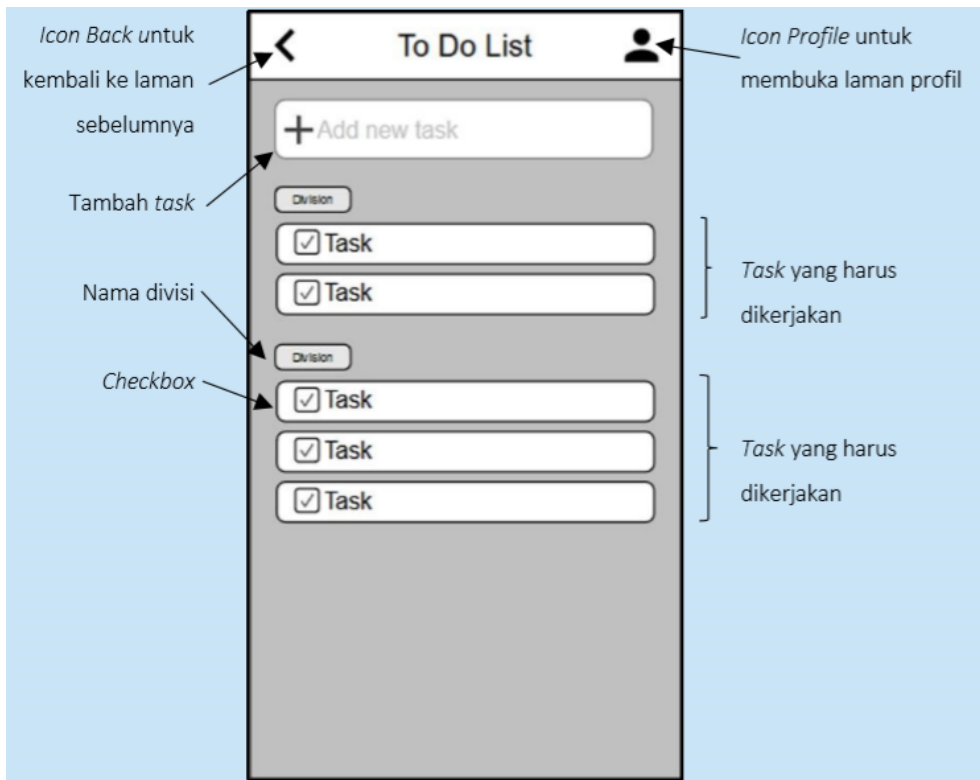 Icon Back untuk
kembali ke laman
sebelumnya
To Do List
Icon Profile untuk
membuka laman profil
Add new task
Tambah task
Division
Task
Task
Task yang harus
dikerjakan
Nama divisi
Division
Checkbox
Task
Task
Task
Task yang harus
dikerjakan